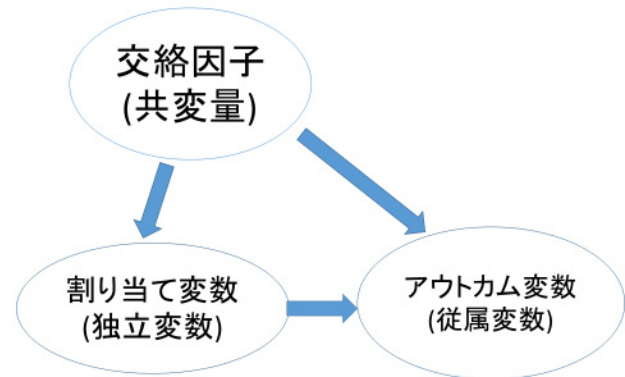 交絡因子
(共変量)
割り当て変数
(独立変数)
アウトカム変数
(従属変数)